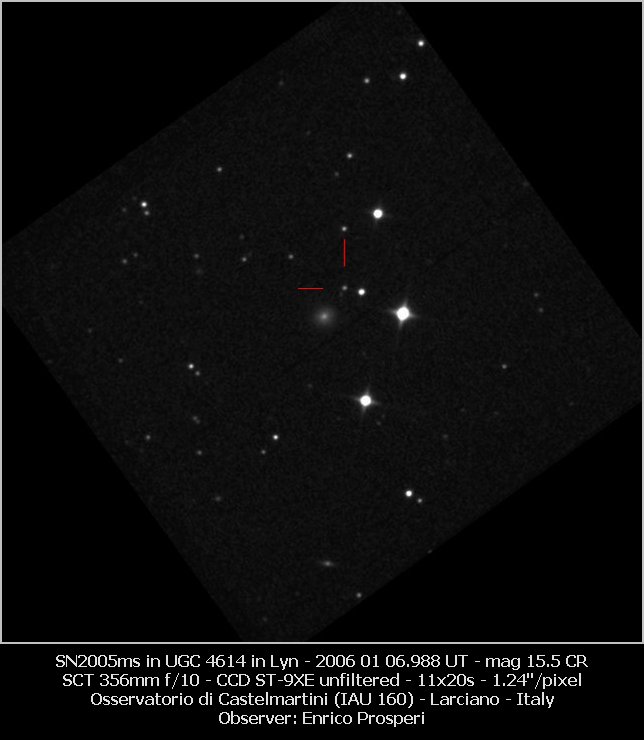 SN2005ms in UGC 4614 in Lyn - 2006 01 06.988 UT - mag 15.5 CR
SCT 356mm f/10 - CCD ST-9XE unfiltered - 11x20s - 1.24"/pixel
Osservatorio di Castelmartini (IAU 160) - Larciano - Italy
Observer: Enrico Prosperi